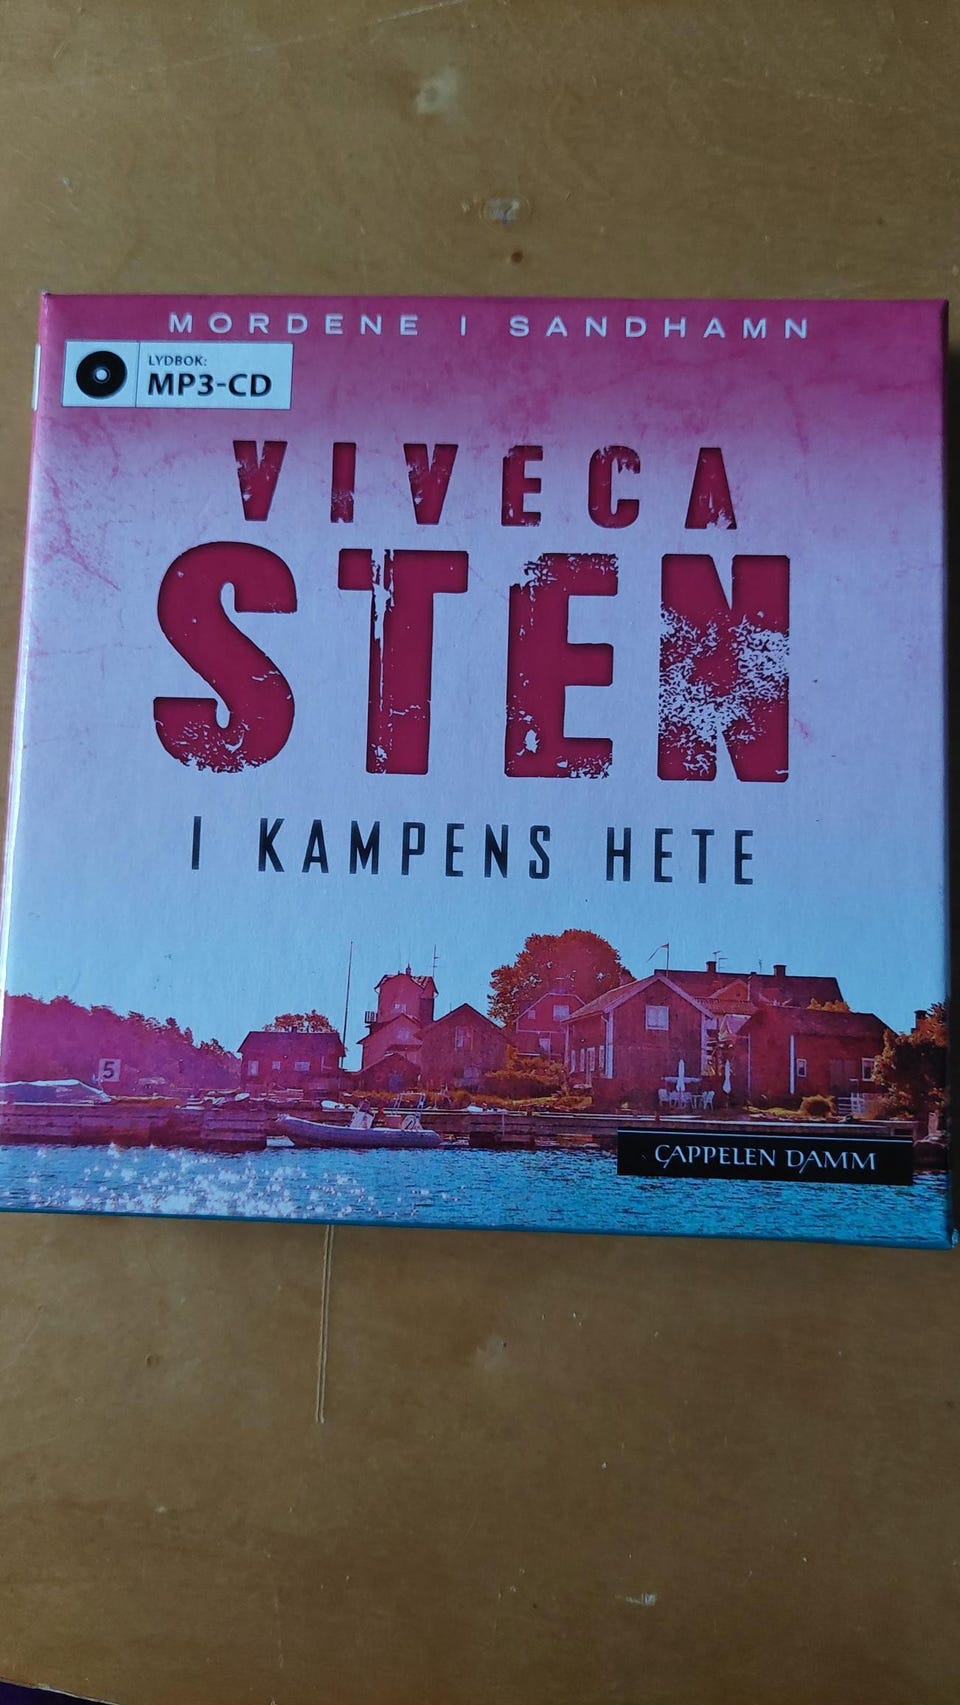 MORDENE I SANDHAMN
LYDBOK:
MP3-CD
VIVECA
STEN
I KAMPENS HETE
5
CAPPELEN DAMM